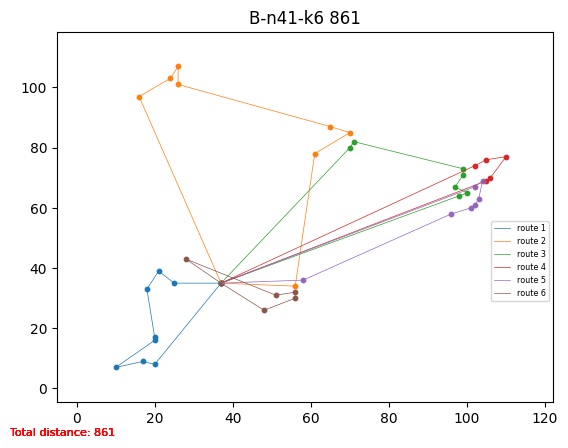 B-n41-k6 861
100
80
60
40
20
0
route 1
route 2
route 3
route 4
route 5
route 6
0 20 40 60 80 100 120
Total distance: 861